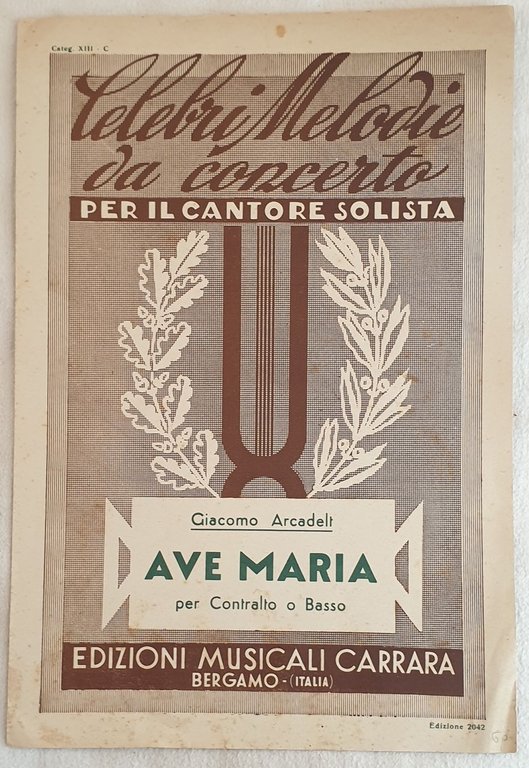 Categ. XIII - C
Celebri Melodie
da concerto
PER IL CANTORE SOLISTA
Giacomo Arcadelt
AVE MARIA
per Contralto o Basso
EDIZIONI MUSICALI CARRARA
BERGAMO - (ITALIA)
Edizione 2042